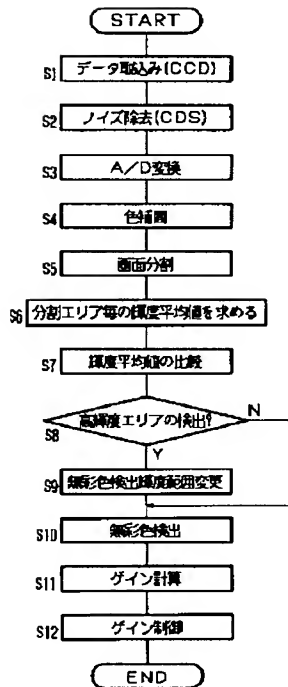 START
S1 データ取込み(CCD)
S2 ノイズ除去(CDS)
S3 A/D変換
S4 色補間
S5 画面分割
S6 分割エリア毎の輝度平均値を求める
S7 輝度平均値の比較
高輝度エリアの検出? N
S8
Y
S9 無彩色検出輝度範囲変更
S10 無彩色検出
S11 ゲイン計算
S12 ゲイン制御
END